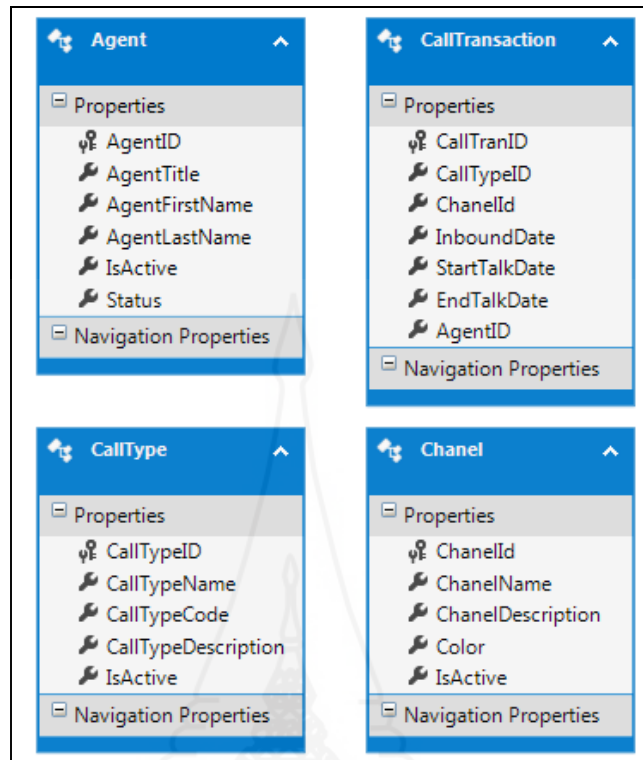 Agent
Properties
AgentID
AgentTitle
AgentFirstName
AgentLastName
IsActive
Status
Navigation Properties
CallTransaction
Properties
CallTranID
CallTypeID
ChanelId
InboundDate
StartTalkDate
EndTalkDate
AgentID
Navigation Properties
CallType
Properties
CallTypeID
CallTypeName
CallTypeCode
CallTypeDescription
IsActive
Navigation Properties
Chanel
Properties
ChanelId
ChanelName
ChanelDescription
Color
IsActive
Navigation Properties